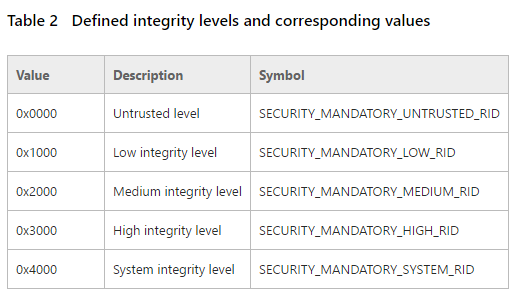 Table 2 Defined integrity levels and corresponding values
Value Description Symbol
0x0000 Untrusted level SECURITY_MANDATORY_UNTRUSTED_RID
0x1000 Low integrity level SECURITY_MANDATORY_LOW_RID
0x2000 Medium integrity level SECURITY_MANDATORY_MEDIUM_RID
0x3000 High integrity level SECURITY_MANDATORY_HIGH_RID
0x4000 System integrity level SECURITY_MANDATORY_SYSTEM_RID